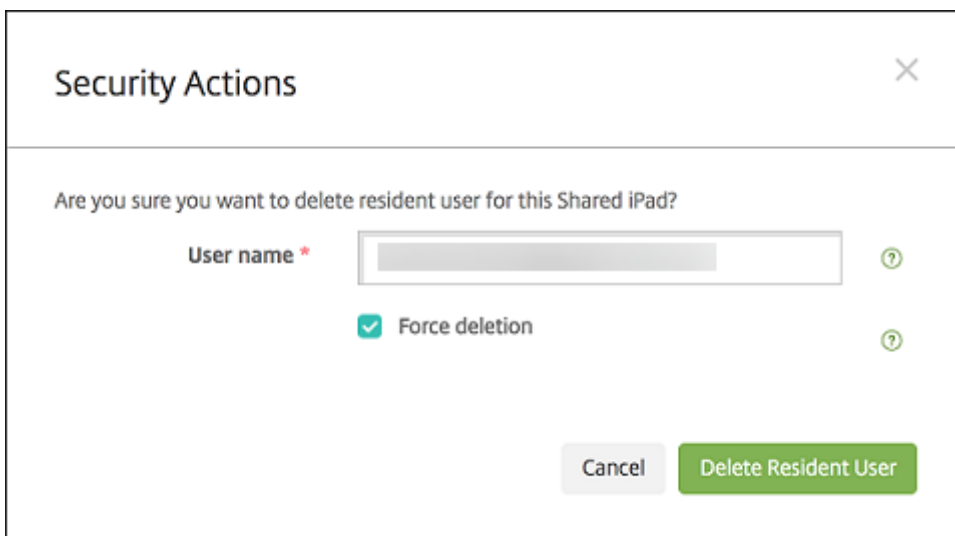 Security Actions
Are you sure you want to delete resident user for this Shared iPad?
User name *
Force deletion
Cancel Delete Resident User